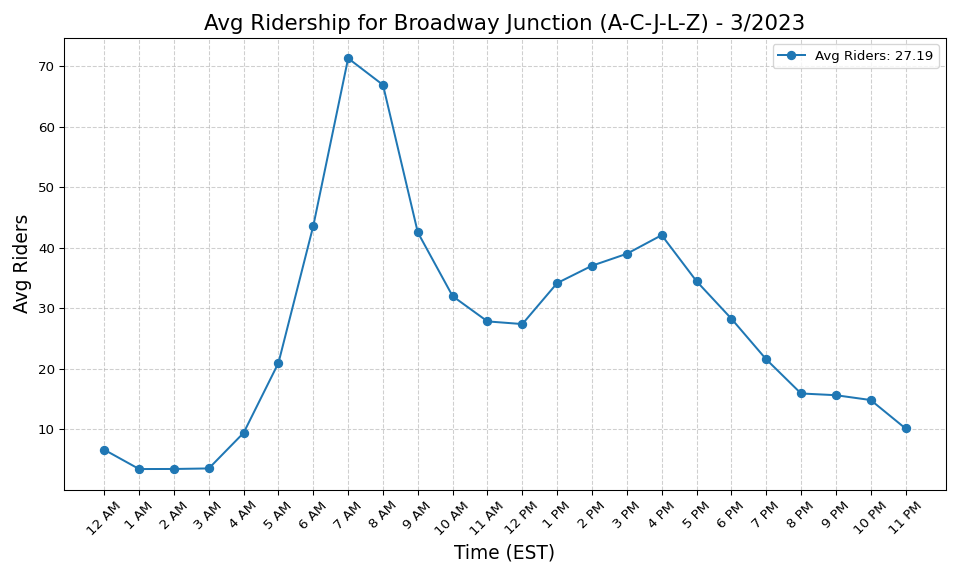 Avg Ridership for Broadway Junction (A-C-J-L-Z) - 3/2023
Avg Riders: 27.19
Avg Riders
70
60
50
40
30
20
10
12 AM
1 AM
2 AM
3 AM
4 AM
5 AM
6 AM
7 AM
8 AM
9 AM
10 AM
11 AM
12 PM
1 PM
2 PM
3 PM
4 PM
5 PM
6 PM
7 PM
8 PM
9 PM
10 PM
11 PM
Time (EST)